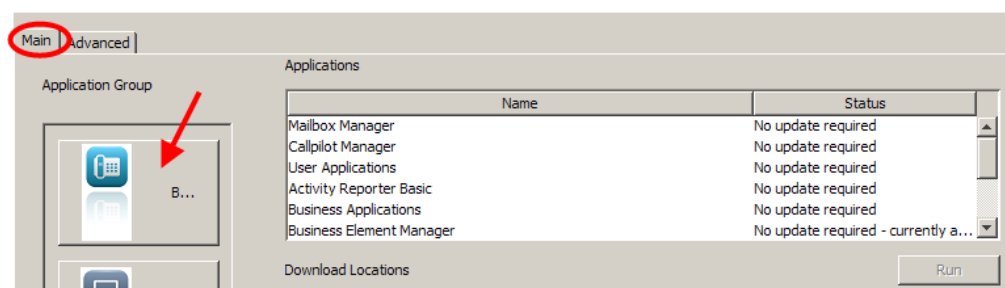 Main Advanced
Application Group
B...
Applications
Name Status
Mailbox Manager No update required
Callpilot Manager No update required
User Applications No update required
Activity Reporter Basic No update required
Business Applications No update required
Business Element Manager No update required - currently a...
Download Locations Run